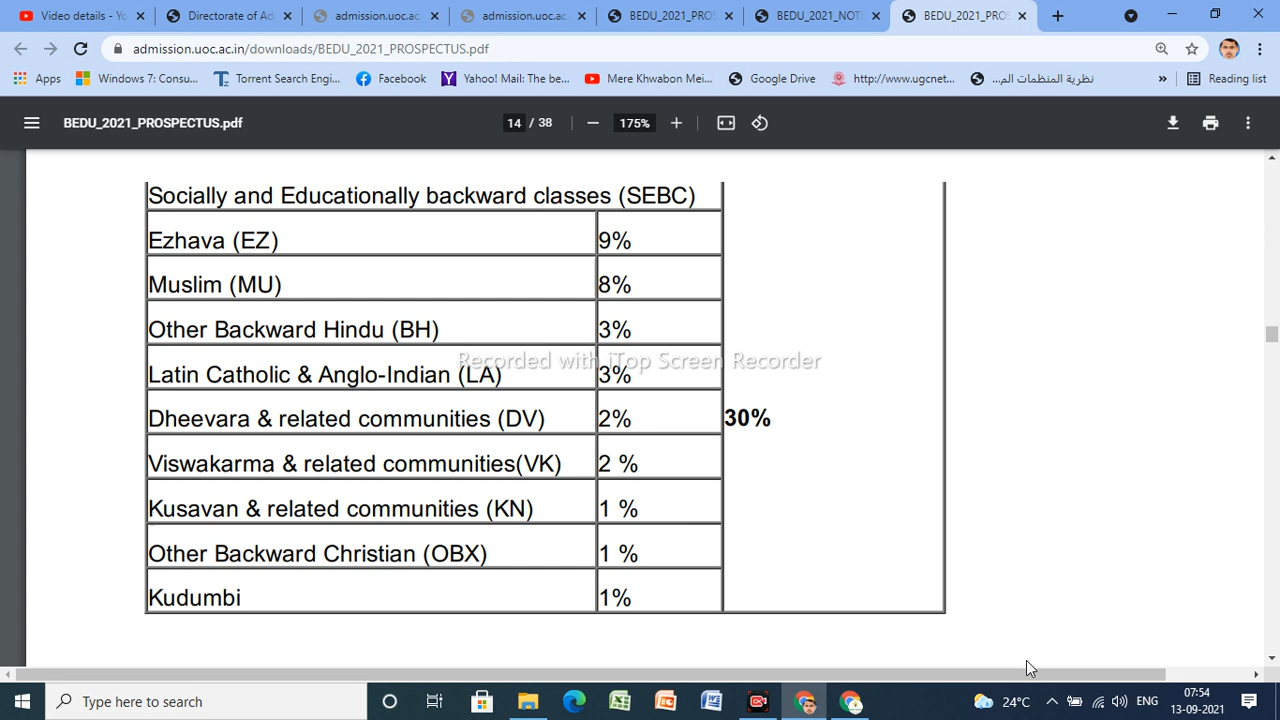 Video details - Yo
Directorate of Ad
admission.uoc.ac.
admission.uoc.ac.
BEDU_2021_PROS
BEDU_2021_NOTI
BEDU_2021_PROS
admission.uoc.ac.in/downloads/BEDU_2021_PROSPECTUS.pdf
Apps
Windows 7: Consu...
Torrent Search Engi...
Facebook
Yahoo! Mail: The be...
Mere Khwabon Mei...
Google Drive
http://www.ugcnet...
نظرية المنظمات الم...
»
Reading list
BEDU_2021_PROSPECTUS.pdf
14 / 38
175%
Socially and Educationally backward classes (SEBC)
Ezhava (EZ) 9%
Muslim (MU) 8%
Other Backward Hindu (BH) 3%
Recorded with iTop Screen Recorder
Latin Catholic & Anglo-Indian (LA) 3%
Dheevara & related communities (DV) 2% 30%
Viswakarma & related communities(VK) 2 %
Kusavan & related communities (KN) 1 %
Other Backward Christian (OBX) 1 %
Kudumbi 1%
Type here to search
24°C
ENG
07:54
13-09-2021